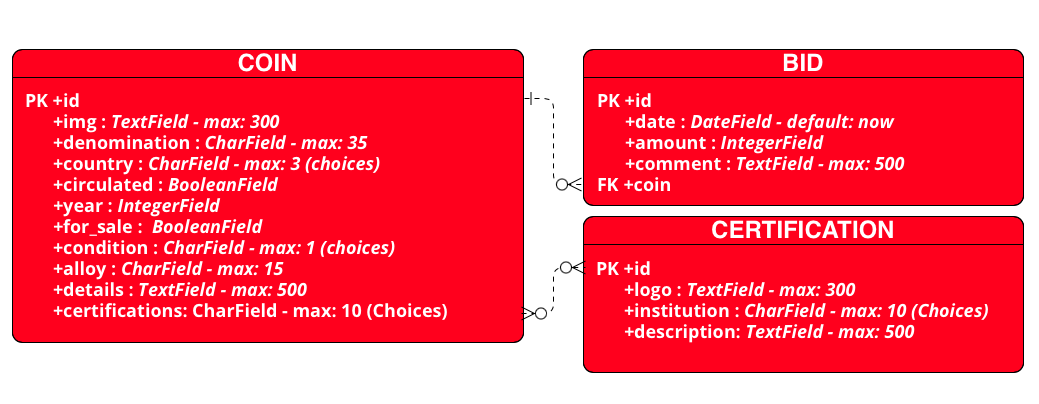 COIN
PK +id
+img : TextField - max: 300
+denomination : CharField - max: 35
+country : CharField - max: 3 (choices)
+circulated : BooleanField
+year : IntegerField
+for_sale : BooleanField
+condition : CharField - max: 1 (choices)
+alloy : CharField - max: 15
+details : TextField - max: 500
+certifications: CharField - max: 10 (Choices)
BID
PK +id
+date : DateField - default: now
+amount : IntegerField
+comment : TextField - max: 500
FK +coin
CERTIFICATION
PK +id
+logo : TextField - max: 300
+institution : CharField - max: 10 (Choices)
+description: TextField - max: 500